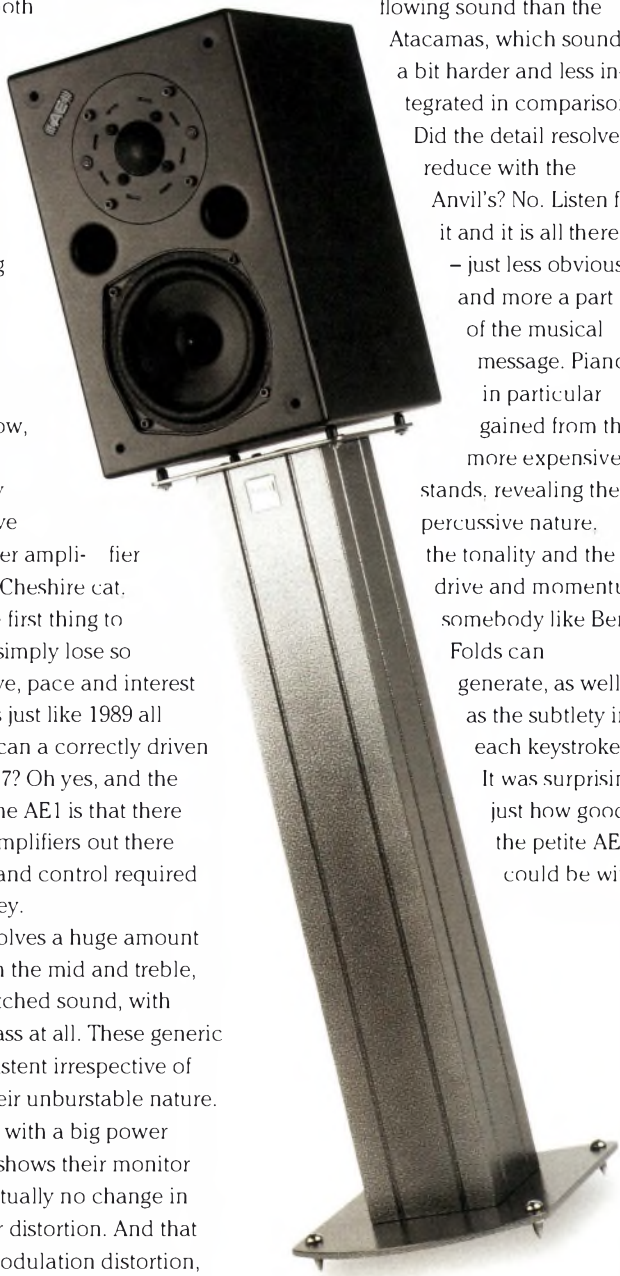 oth
g
ow,
y
ve
er ampli- fier
Cheshire cat.
first thing to
simply lose so
ve, pace and interest
s just like 1989 all
can a correctly driven
7? Oh yes, and the
he AE1 is that there
mplifiers out there
and control required
ey.
olves a huge amount
n the mid and treble,
tched sound, with
ass at all. These generic
istent irrespective of
eir unburstable nature.
with a big power
shows their monitor
tually no change in
r distortion. And that
odulation distortion,
flowing sound than the
Atacamas, which sound
a bit harder and less in-
tegrated in comparison
Did the detail resolve
reduce with the
Anvil's? No. Listen f
it and it is all there
– just less obvious
and more a part
of the musical
message. Piano
in particular
gained from th
more expensive
stands, revealing the
percussive nature,
the tonality and the
drive and momentu
somebody like Ben
Folds can
generate, as well
as the subtlety in
each keystroke
It was surprisin
just how good
the petite AE
could be wit
AE